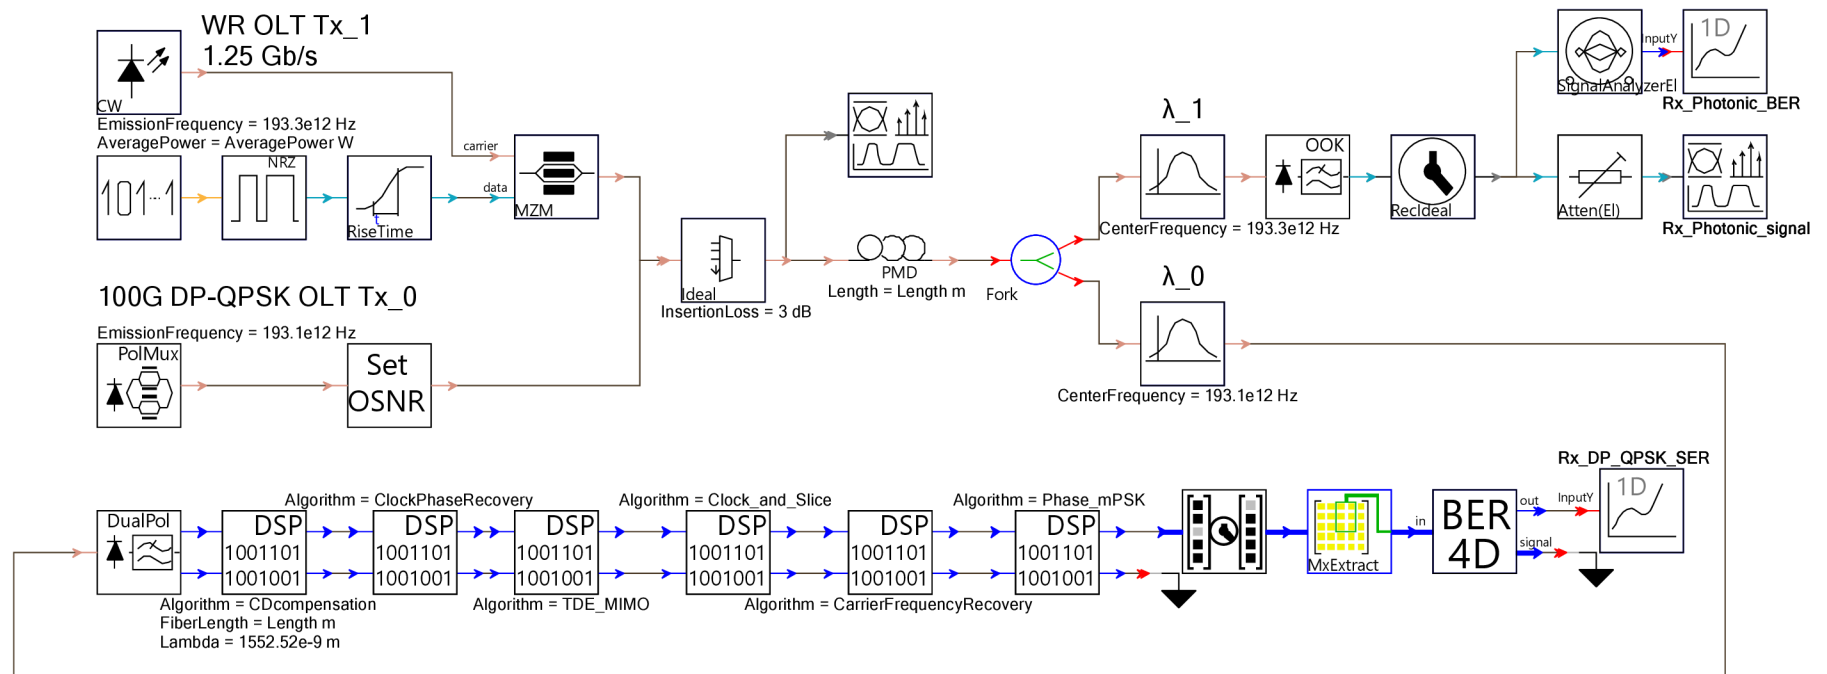 WR OLT Tx_1
1.25 Gb/s
CW
EmissionFrequency = 193.3e12 Hz
AveragePower = AveragePower W
1 0 1 ... 1
NRZ
t
RiseTime
carrier
data
MZM
Ideal
InsertionLoss = 3 dB
PMD
Length = Length m
Fork
λ_1
CenterFrequency = 193.3e12 Hz
OOK
RecIdeal
SignalAnalyzerEl
InputY
1D
Rx_Photonic_BER
Atten(El)
Rx_Photonic_signal
λ_0
CenterFrequency = 193.1e12 Hz
100G DP-QPSK OLT Tx_0
EmissionFrequency = 193.1e12 Hz
PolMux
Set
OSNR
DualPol
DSP
1001101
1001001
Algorithm = CDcompensation
FiberLength = Length m
Lambda = 1552.52e-9 m
Algorithm = ClockPhaseRecovery
DSP
1001101
1001001
DSP
1001101
1001001
Algorithm = TDE_MIMO
Algorithm = Clock_and_Slice
DSP
1001101
1001001
DSP
1001101
1001001
Algorithm = CarrierFrequencyRecovery
Algorithm = Phase_mPSK
DSP
1001101
1001001
MxExtract
in
BER
4D
out
signal
InputY
Rx_DP_QPSK_SER
1D